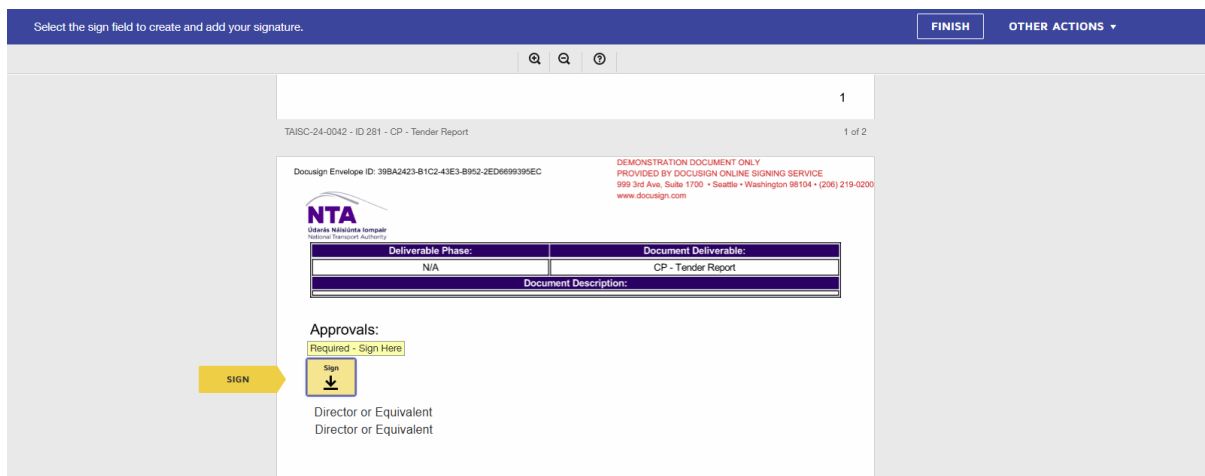 Select the sign field to create and add your signature.
FINISH
OTHER ACTIONS
1
TAISC-24-0042 - ID 281 - CP - Tender Report
1 of 2
Docusign Envelope ID: 39BA2423-B1C2-43E3-B952-2ED6699395EC
DEMONSTRATION DOCUMENT ONLY
PROVIDED BY DOCUSIGN ONLINE SIGNING SERVICE
999 3rd Ave, Suite 1700 • Seattle • Washington 98104 • (206) 219-0200
www.docusign.com
NTA
Údarás Náisiúnta Iompair
National Transport Authority
Deliverable Phase:
Document Deliverable:
N/A
CP - Tender Report
Document Description:
Approvals:
Required - Sign Here
Sign
SIGN
Director or Equivalent
Director or Equivalent